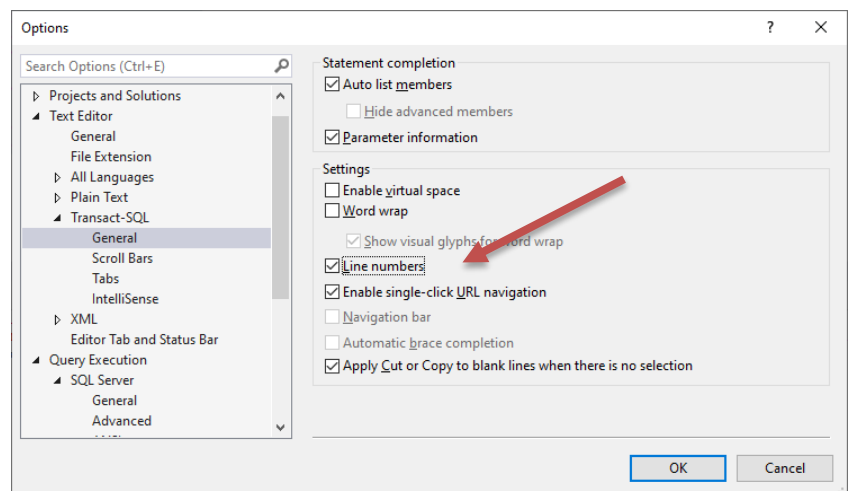 Options
?
Search Options (Ctrl+E)
Projects and Solutions
Text Editor
General
File Extension
All Languages
Plain Text
Transact-SQL
General
Scroll Bars
Tabs
IntelliSense
XML
Editor Tab and Status Bar
Query Execution
SQL Server
General
Advanced
Statement completion
Auto list members
Hide advanced members
Parameter information
Settings
Enable virtual space
Word wrap
Show visual glyphs for word wrap
Line numbers
Enable single-click URL navigation
Navigation bar
Automatic brace completion
Apply Cut or Copy to blank lines when there is no selection
OK
Cancel